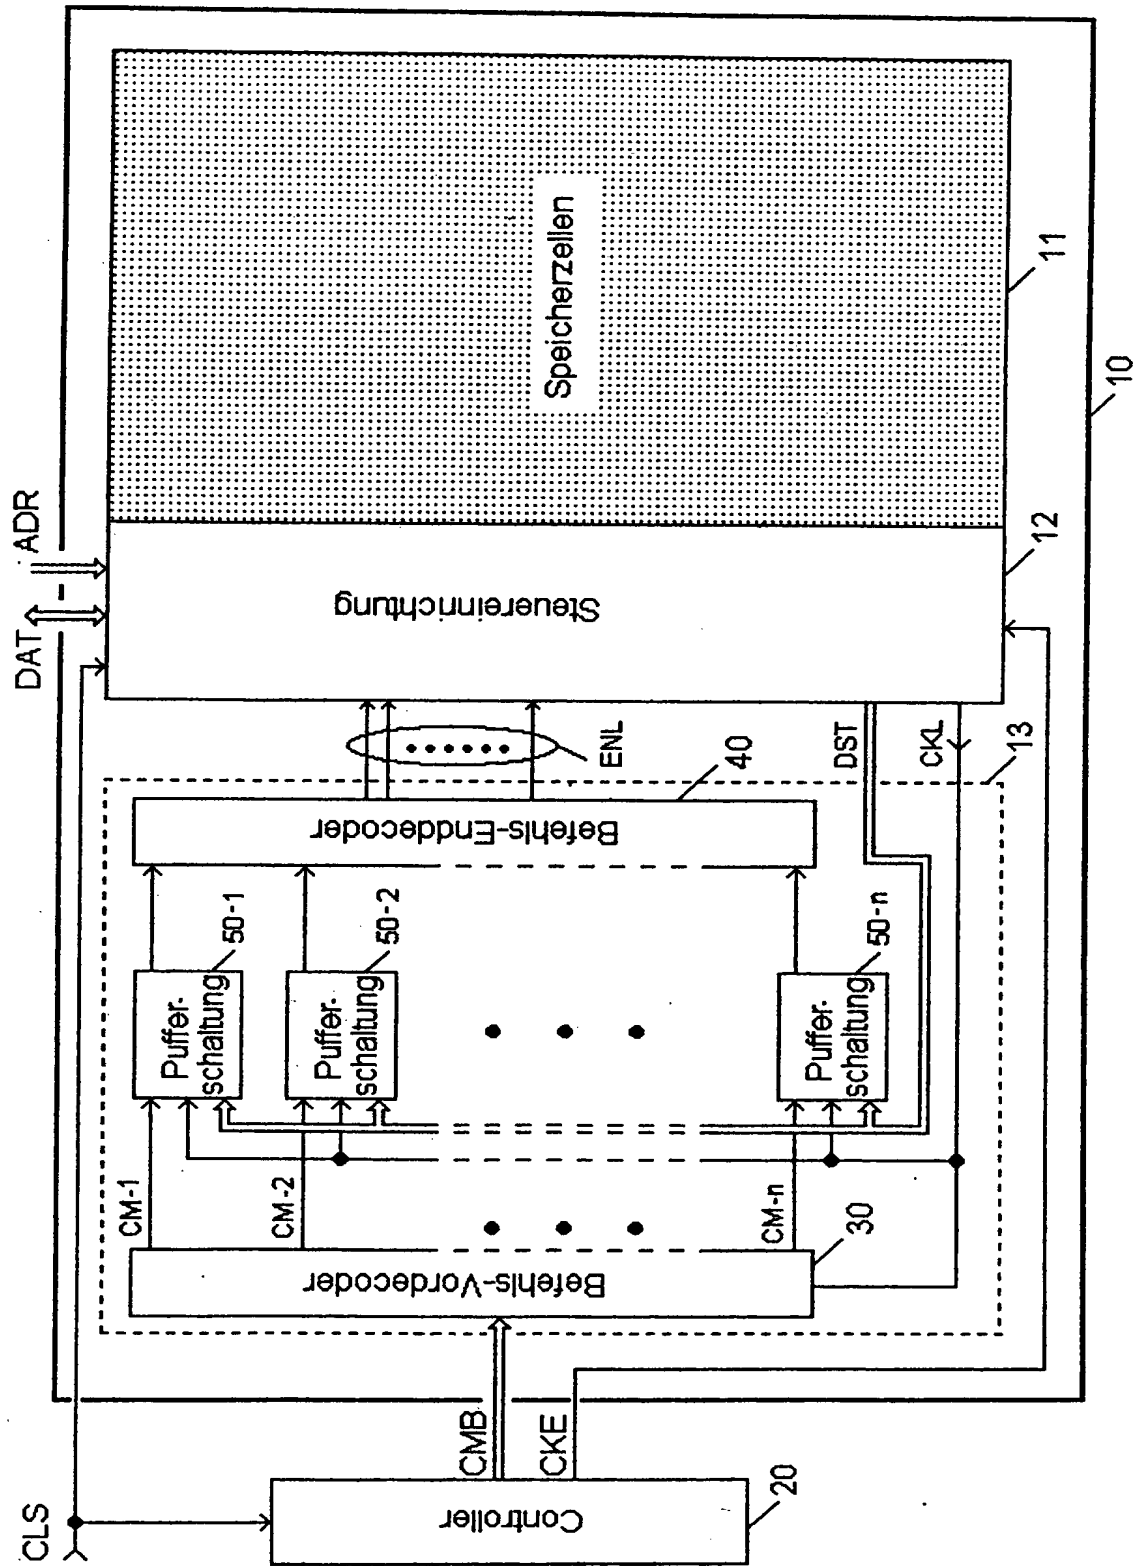 CLS
DAT
ADR
Controller
20
CMB
CKE
Befehls-Vordecoder
30
CM-1
CM-2
CM-n
Puffer-
schaltung
50-1
Puffer-
schaltung
50-2
Puffer-
schaltung
50-n
Befehls-Enddecoder
40
ENL
DST
CKL
13
Steuereinrichtung
12
Speicherzellen
11
10